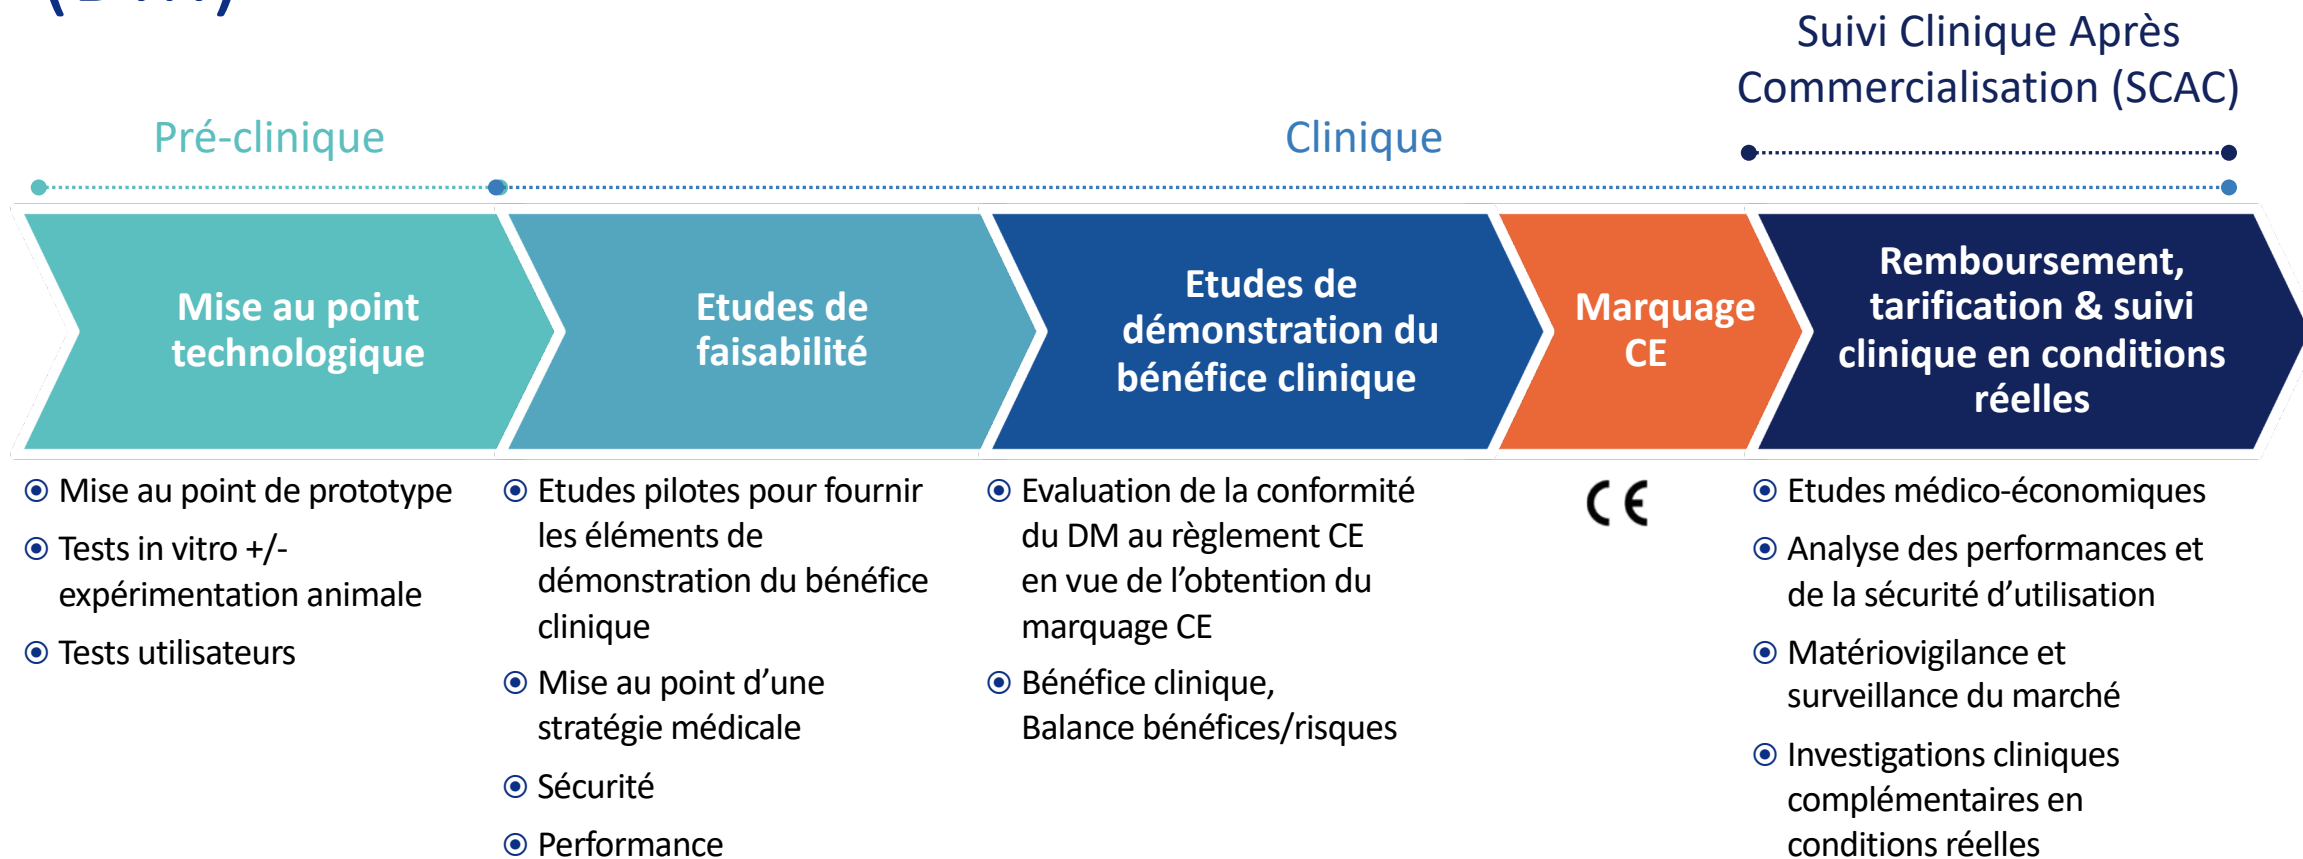 Suivi Clinique Après
Commercialisation (SCAC)
Pré-clinique
Clinique
Mise au point
technologique
Etudes de
faisabilité
Etudes de
démonstration du
bénéfice clinique
Marquage
CE
Remboursement,
tarification & suivi
clinique en conditions
réelles
Mise au point de prototype
Tests in vitro +/-
expérimentation animale
Tests utilisateurs
Etudes pilotes pour fournir
les éléments de
démonstration du bénéfice
clinique
Mise au point d’une
stratégie médicale
Sécurité
Performance
Evaluation de la conformité
du DM au règlement CE
en vue de l’obtention du
marquage CE
Bénéfice clinique,
Balance bénéfices/risques
CE
Etudes médico-économiques
Analyse des performances et
de la sécurité d’utilisation
Matériovigilance et
surveillance du marché
Investigations cliniques
complémentaires en
conditions réelles